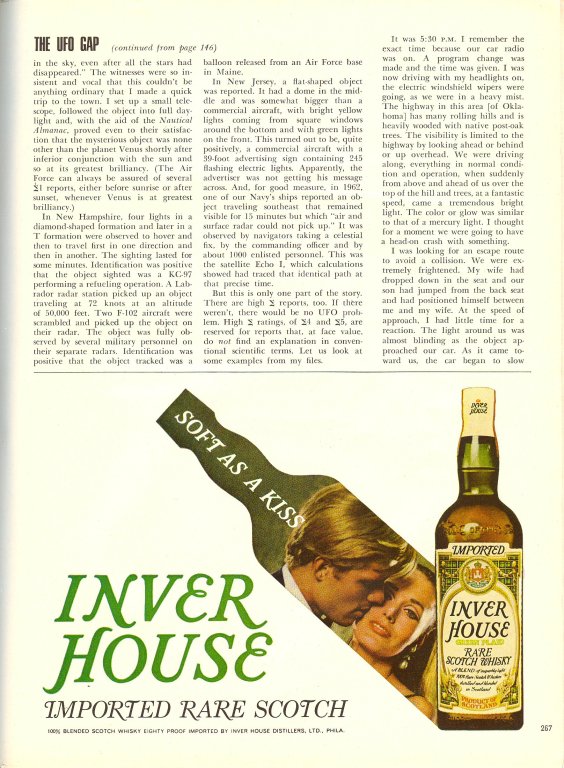 THE UFO GAP (continued from page 146)
in the sky, even after all the stars had
disappeared." The witnesses were so in-
sistent and vocal that this couldn't be
anything ordinary that I made a quick
trip to the town. I set up a small tele-
scope, followed the object into full day-
light and, with the aid of the Nautical
Almanac, proved even to their satisfac-
tion that the mysterious object was none
other than the planet Venus shortly after
inferior conjunction with the sun and
so at its greatest brilliancy. (The Air
Force can always be assured of several
Σ1 reports, either before sunrise or after
sunset, whenever Venus is at greatest
brilliancy.)
In New Hampshire, four lights in a
diamond-shaped formation and later in a
T formation were observed to hover and
then to travel first in one direction and
then in another. The sighting lasted for
some minutes. Identification was positive
that the object sighted was a KC-97
performing a refueling operation. A Lab-
rador radar station picked up an object
traveling at 72 knots at an altitude
of 50,000 feet. Two F-102 aircraft were
scrambled and picked up the object on
their radar. The object was fully ob-
served by several military personnel on
their separate radars. Identification was
positive that the object tracked was a
balloon released from an Air Force base
in Maine.
In New Jersey, a flat-shaped object
was reported. It had a dome in the mid-
dle and was somewhat bigger than a
commercial aircraft, with bright yellow
lights coming from square windows
around the bottom and with green lights
on the front. This turned out to be, quite
positively, a commercial aircraft with a
39-foot advertising sign containing 245
flashing electric lights. Apparently, the
advertiser was not getting his message
across. And, for good measure, in 1962,
one of our Navy's ships reported an ob-
ject traveling southeast that remained
visible for 15 minutes but which "air and
surface radar could not pick up." It was
observed by navigators taking a celestial
fix, by the commanding officer and by
about 1000 enlisted personnel. This was
the satellite Echo I, which calculations
showed had traced that identical path at
that precise time.
But this is only one part of the story.
There are high Σ reports, too. If there
weren't, there would be no UFO prob-
lem. High Σ ratings, of Σ4 and Σ5, are
reserved for reports that, at face value,
do not find an explanation in conven-
tional scientific terms. Let us look at
some examples from my files.
It was 5:30 P.M. I remember the
exact time because our car radio
was on. A program change was
made and the time was given. I was
now driving with my headlights on,
the electric windshield wipers were
going, as we were in a heavy mist.
The highway in this area [of Okla-
homa] has many rolling hills and is
heavily wooded with native post-oak
trees. The visibility is limited to the
highway by looking ahead or behind
or up overhead. We were driving
along, everything in normal condi-
tion and operation, when suddenly
from above and ahead of us over the
top of the hill and trees, at a fantastic
speed, came a tremendous bright
light. The color or glow was similar
to that of a mercury light. I thought
for a moment we were going to have
a head-on crash with something.
I was looking for an escape route
to avoid a collision. We were ex-
tremely frightened. My wife had
dropped down in the seat and our
son had jumped from the back seat
and had positioned himself between
me and my wife. At the speed of
approach, I had little time for a
reaction. The light around us was
almost blinding as the object ap-
proached our car. As it came to-
ward us, the car began to slow
SOFT AS A KISS
INVER
HOUSE
IMPORTED RARE SCOTCH
100% BLENDED SCOTCH WHISKY EIGHTY PROOF IMPORTED BY INVER HOUSE DISTILLERS, LTD., PHILA.
INVER
HOUSE
IMPORTED
INVER
HOUSE
GREEN PLAID
RARE
SCOTCH WHISKY
A BLEND of
100% Rare Scotch Whiskies
distilled and blended
in Scotland
PRODUCT OF
SCOTLAND
267